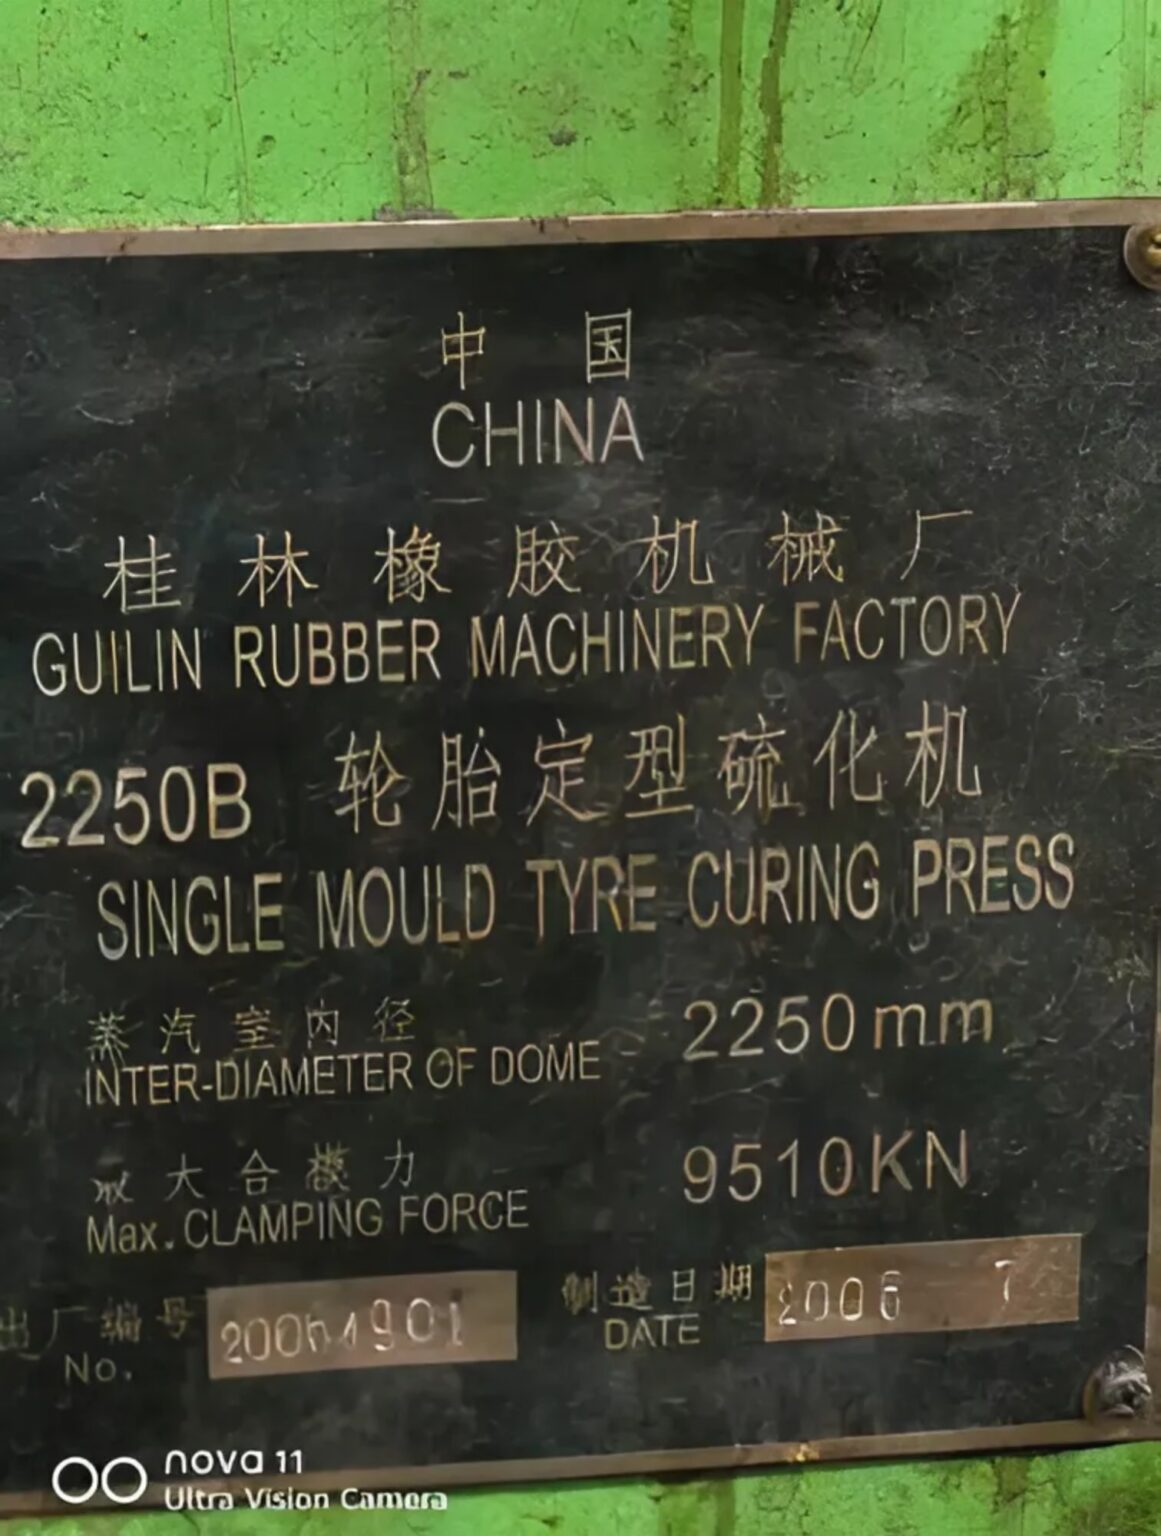 中国
CHINA
桂林橡胶机械厂
GUILIN RUBBER MACHINERY FACTORY
2250B 轮胎定型硫化机
SINGLE MOULD TYRE CURING PRESS
蒸汽室内径
INTER-DIAMETER OF DOME 2250mm
大合模力
Max. CLAMPING FORCE 9510KN
出厂编号
No.
制造日期 2006 7
DATE
nova 11
Ultra Vision Camera